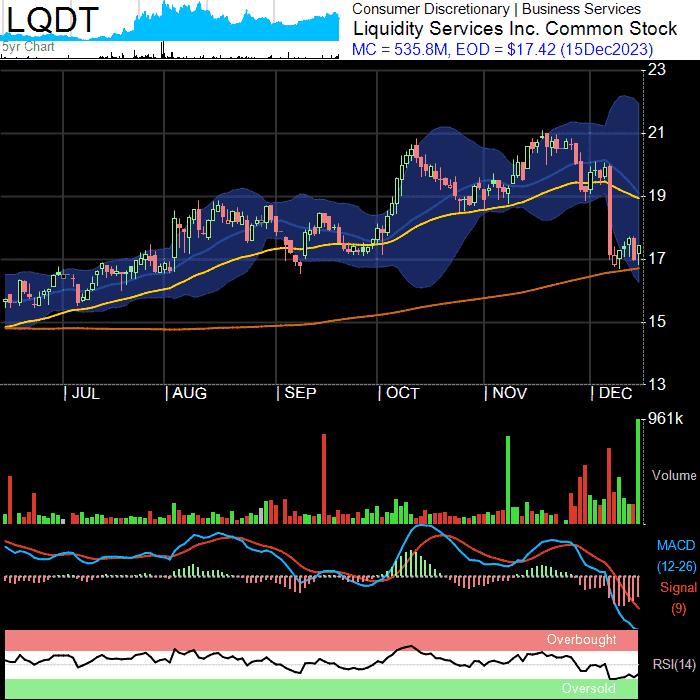 LQDT
5yr Chart
Consumer Discretionary | Business Services
Liquidity Services Inc. Common Stock
MC = 535.8M, EOD = $17.42 (15Dec2023)
23
21
19
17
15
13
| JUL | AUG | SEP | OCT | NOV | DEC
961k
Volume
MACD
(12-26)
Signal
(9)
Overbought
RSI(14)
Oversold